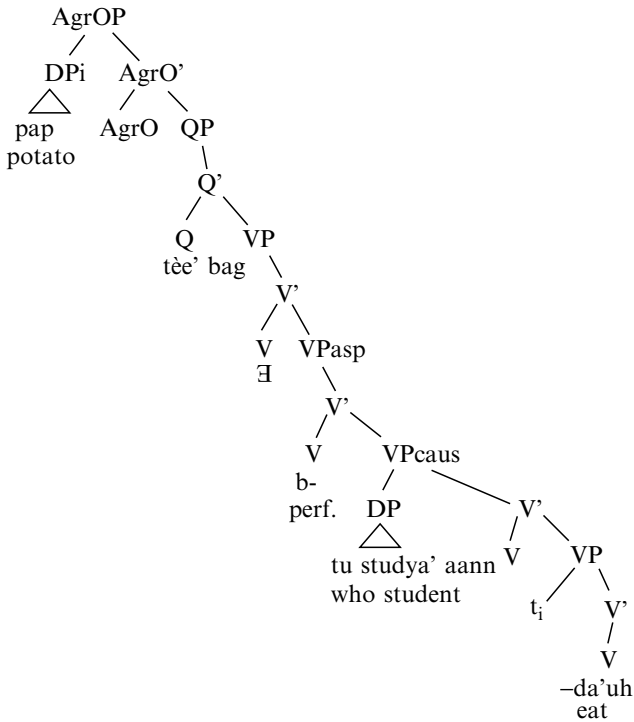 AgrOP
DPi AgrO’
pap
potato
AgrO QP
Q’
Q VP
tèe’ bag
V’
V VPasp
Ǝ
V’
V VPcaus
b-
perf.
DP V’
tu studya’ aann
who student
V VP
ti V’
V
–da’uh
eat